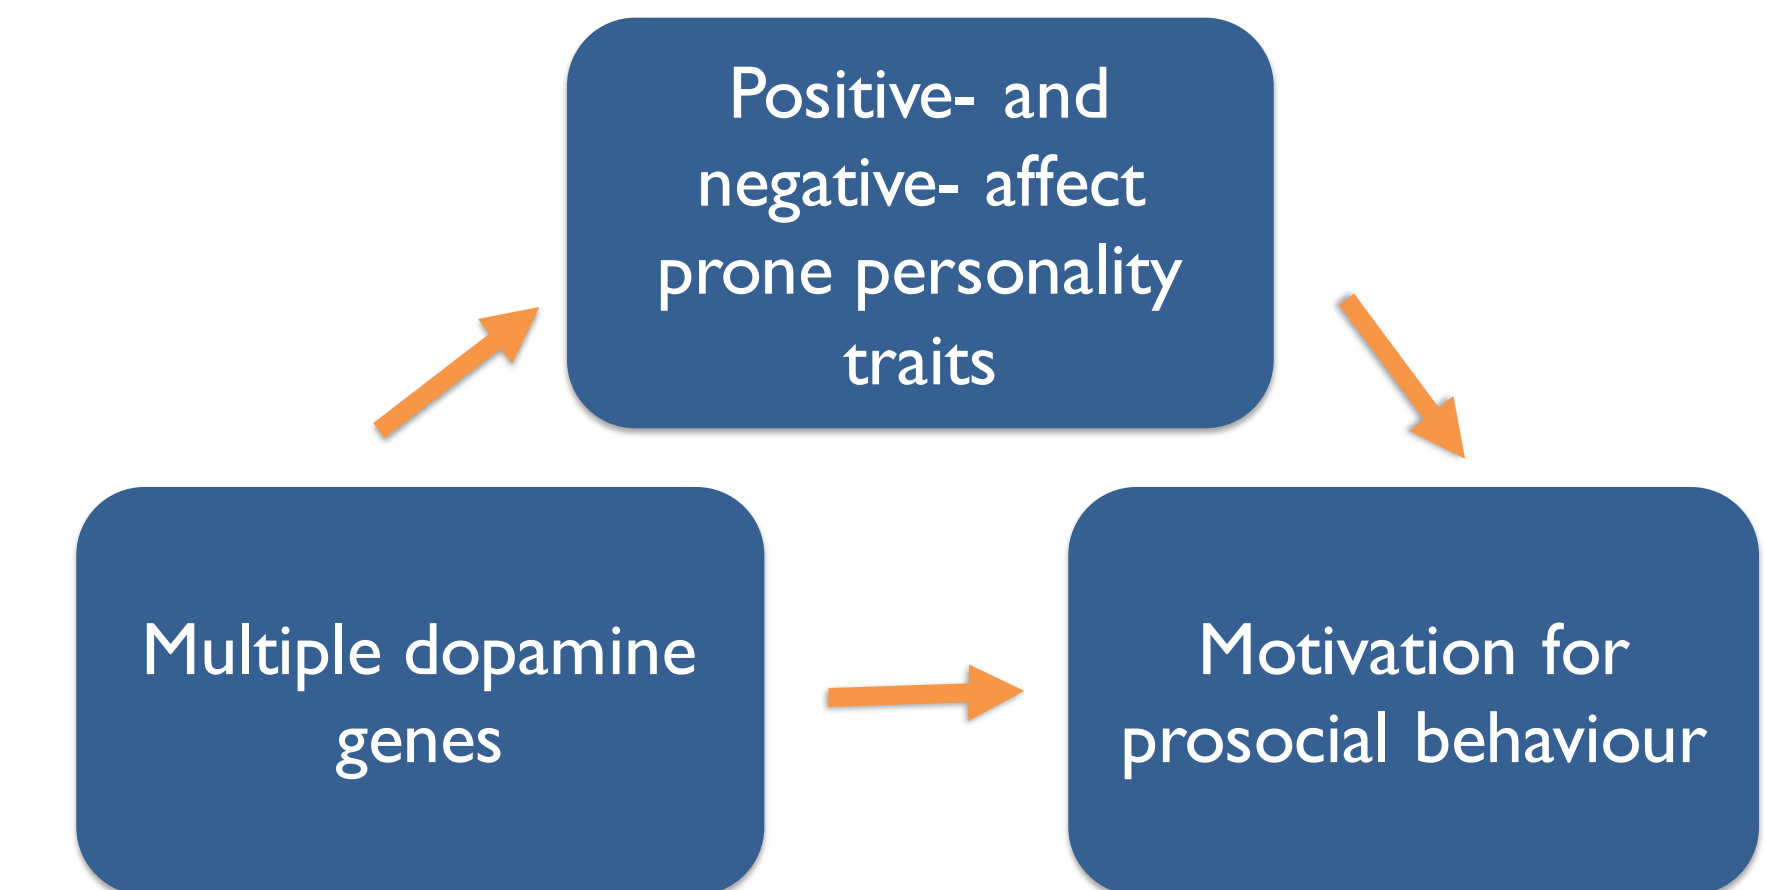 Positive- and
negative- affect
prone personality
traits
Multiple dopamine
genes
Motivation for
prosocial behaviour